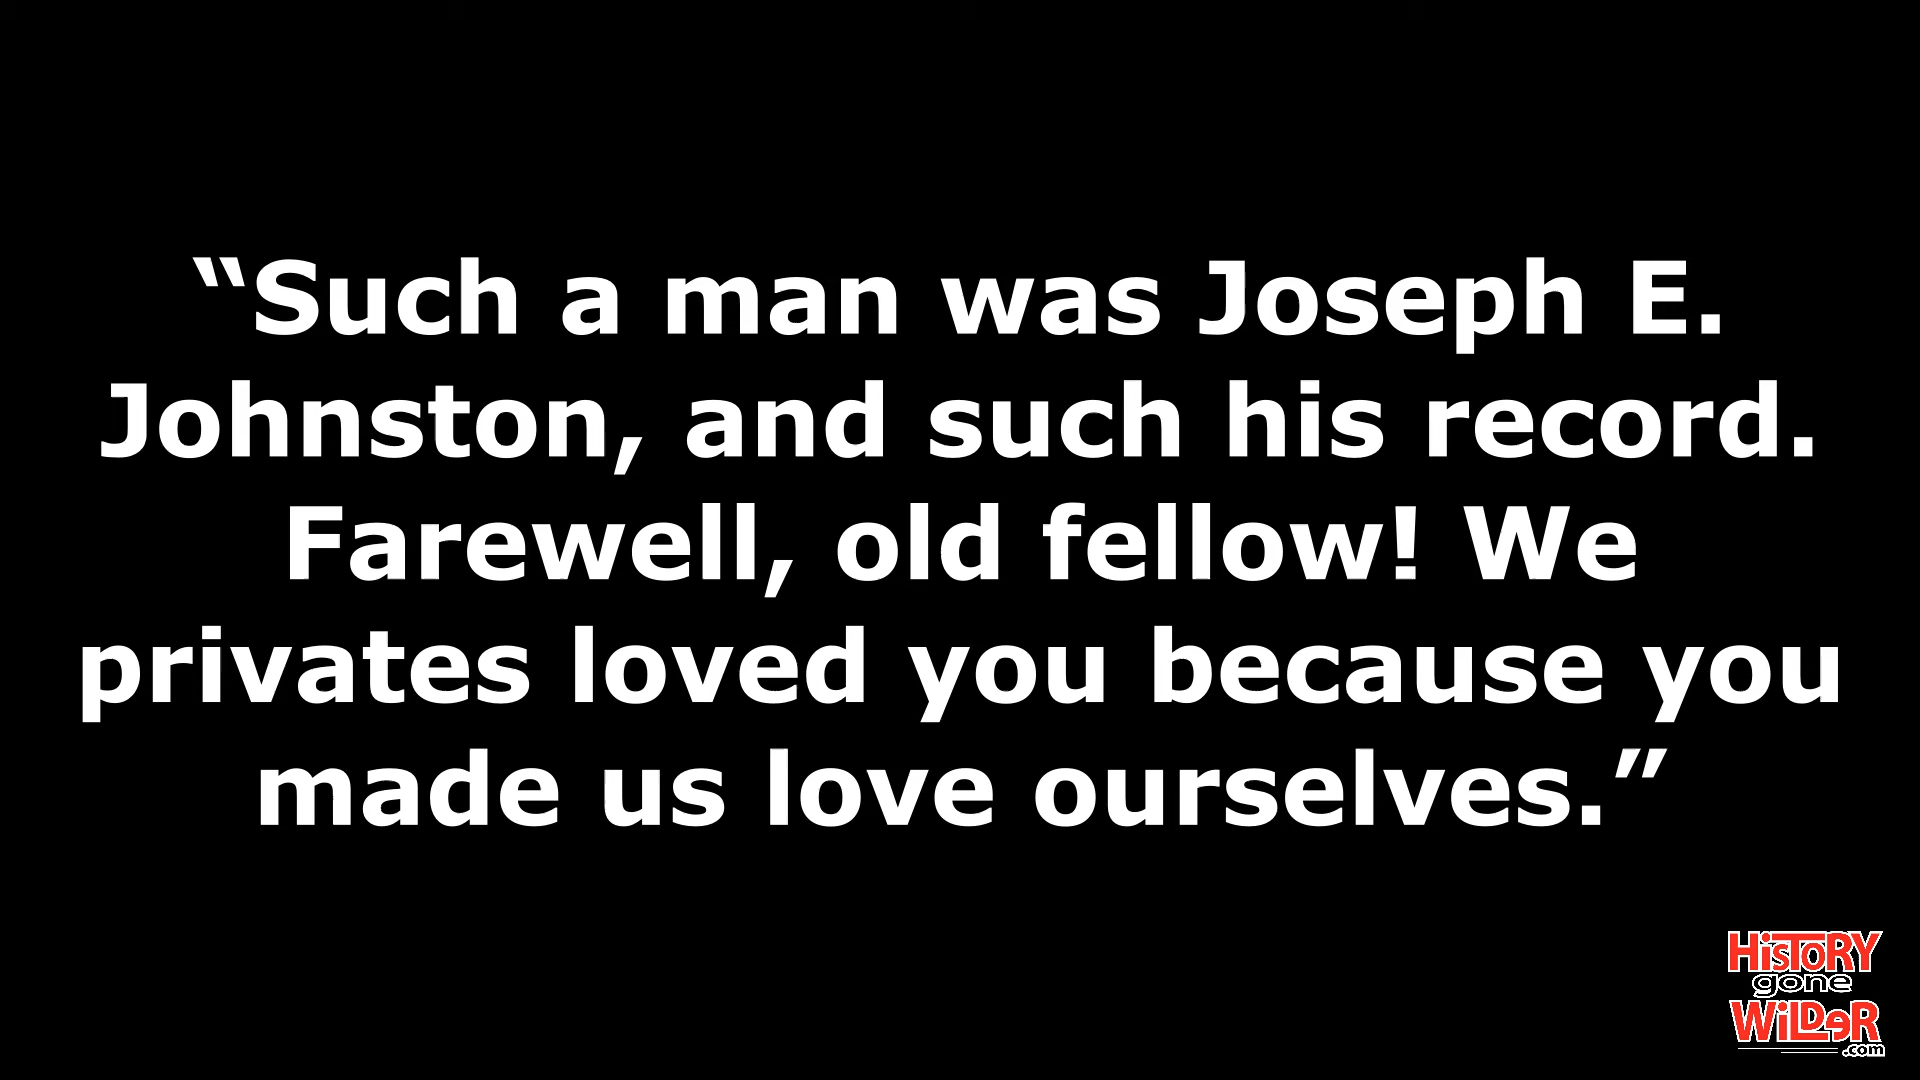 “Such a man was Joseph E.
Johnston, and such his record.
Farewell, old fellow! We
privates loved you because you
made us love ourselves.”
HiSTORY
gone
WiLDeR
.com